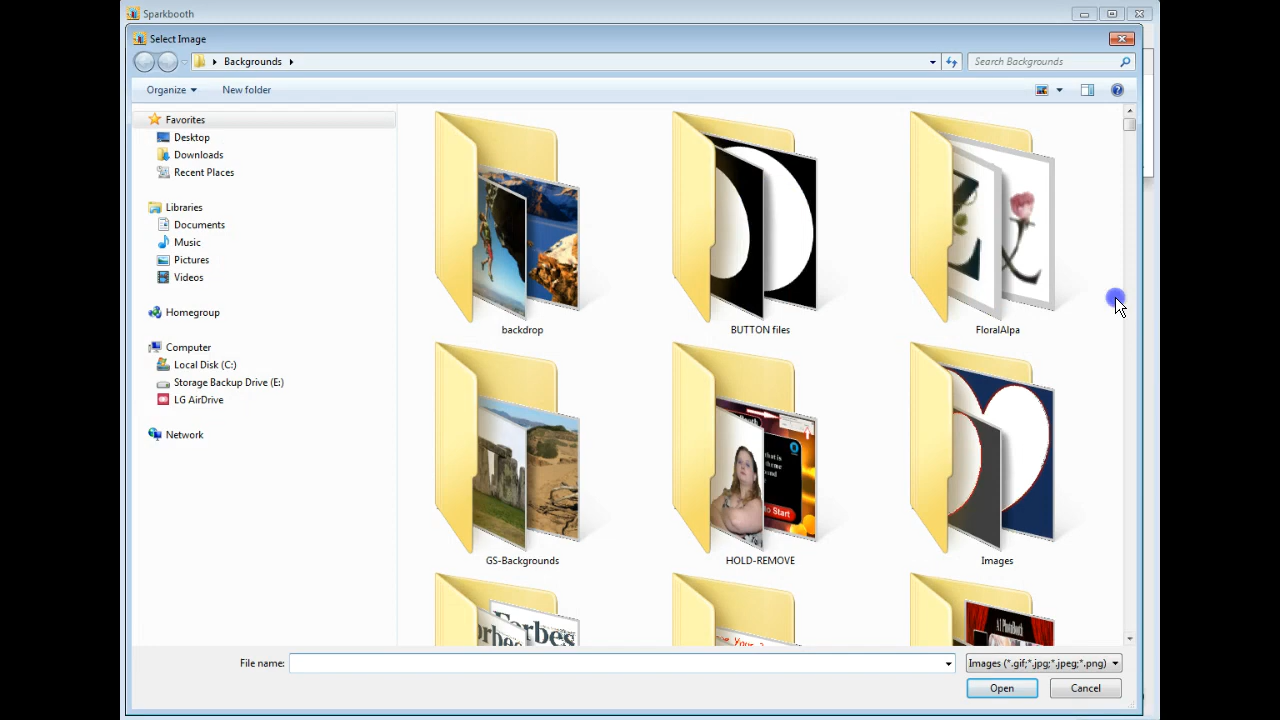 Sparkbooth
Select Image
Backgrounds
Search Backgrounds
Organize
New folder
Favorites
Desktop
Downloads
Recent Places
Libraries
Documents
Music
Pictures
Videos
Homegroup
Computer
Local Disk (C:)
Storage Backup Drive (E:)
LG AirDrive
Network
backdrop
BUTTON files
FloralAlpa
GS-Backgrounds
HOLD-REMOVE
Images
Forbes
File name:
Images (*.gif;*.jpg;*.jpeg;*.png)
Open
Cancel